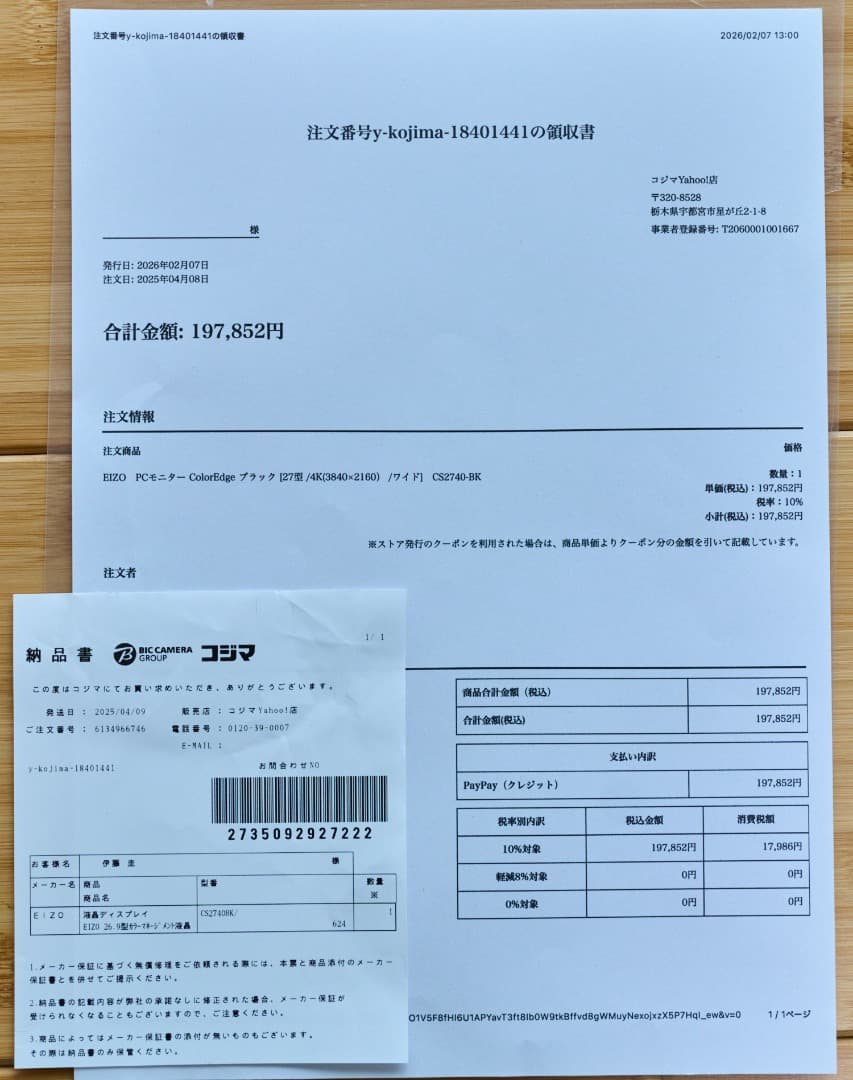 注文番号y-kojima-18401441の領収書
2026/02/07 13:00
注文番号y-kojima-18401441の領収書
コジマYahoo!店
〒320-8528
栃木県宇都宮市星が丘2-1-8
事業者登録番号: T2060001001667
様
発行日: 2026年02月07日
注文日: 2025年04月08日
合計金額: 197,852円
注文情報
注文商品 価格
EIZO PCモニター ColorEdge ブラック [27型 /4K(3840×2160) /ワイド] CS2740-BK
数量：1
単価(税込)：197,852円
税率：10%
小計(税込)：197,852円
※ストア発行のクーポンを利用された場合は、商品単価よりクーポン分の金額を引いて記載しています。
注文者
商品合計金額（税込） 197,852円
合計金額(税込) 197,852円
支払い内訳
PayPay（クレジット） 197,852円
税率別内訳 税込金額 消費税額
10%対象 197,852円 17,986円
軽減8%対象 0円 0円
0%対象 0円 0円
O1V5F8fHI6U1APYavT3ft8Ib0W9tkBffvd8gWMuyNexojxzX5P7HqI_ew&v=0
1 / 1ページ
1/ 1
納品書 BIC CAMERA GROUP コジマ
この度はコジマにてお買い求めいただき、ありがとうございます。
発送日 ： 2025/04/09 販売店 ： コジマYahoo!店
ご注文番号 ： 6134966746 電話番号 ： 0120-39-0007
E-MAIL ：
y-kojima-18401441 お問合わせNO
2735092927222
お客様名 伊藤 圭 様
メーカー名 商品 型番 数量
商品名 ※
EIZO 液晶ディスプレイ CS2740BK/ 1
EIZO 26.9型ｶﾗｰﾏﾈｰｼﾞﾒﾝﾄ液晶 624
1.メーカー保証に基づく無償修理をご依頼される際には、本票と商品添付のメーカー
保証書とを併せてご提示ください。
2.納品書の記載内容が弊社の承諾なしに修正された場合、メーカー保証が
受けられなくなることもございますので、ご注意ください。
3.商品によってはメーカー保証書の添付が無いものもございます。
その際は納品書のみ保管ください。